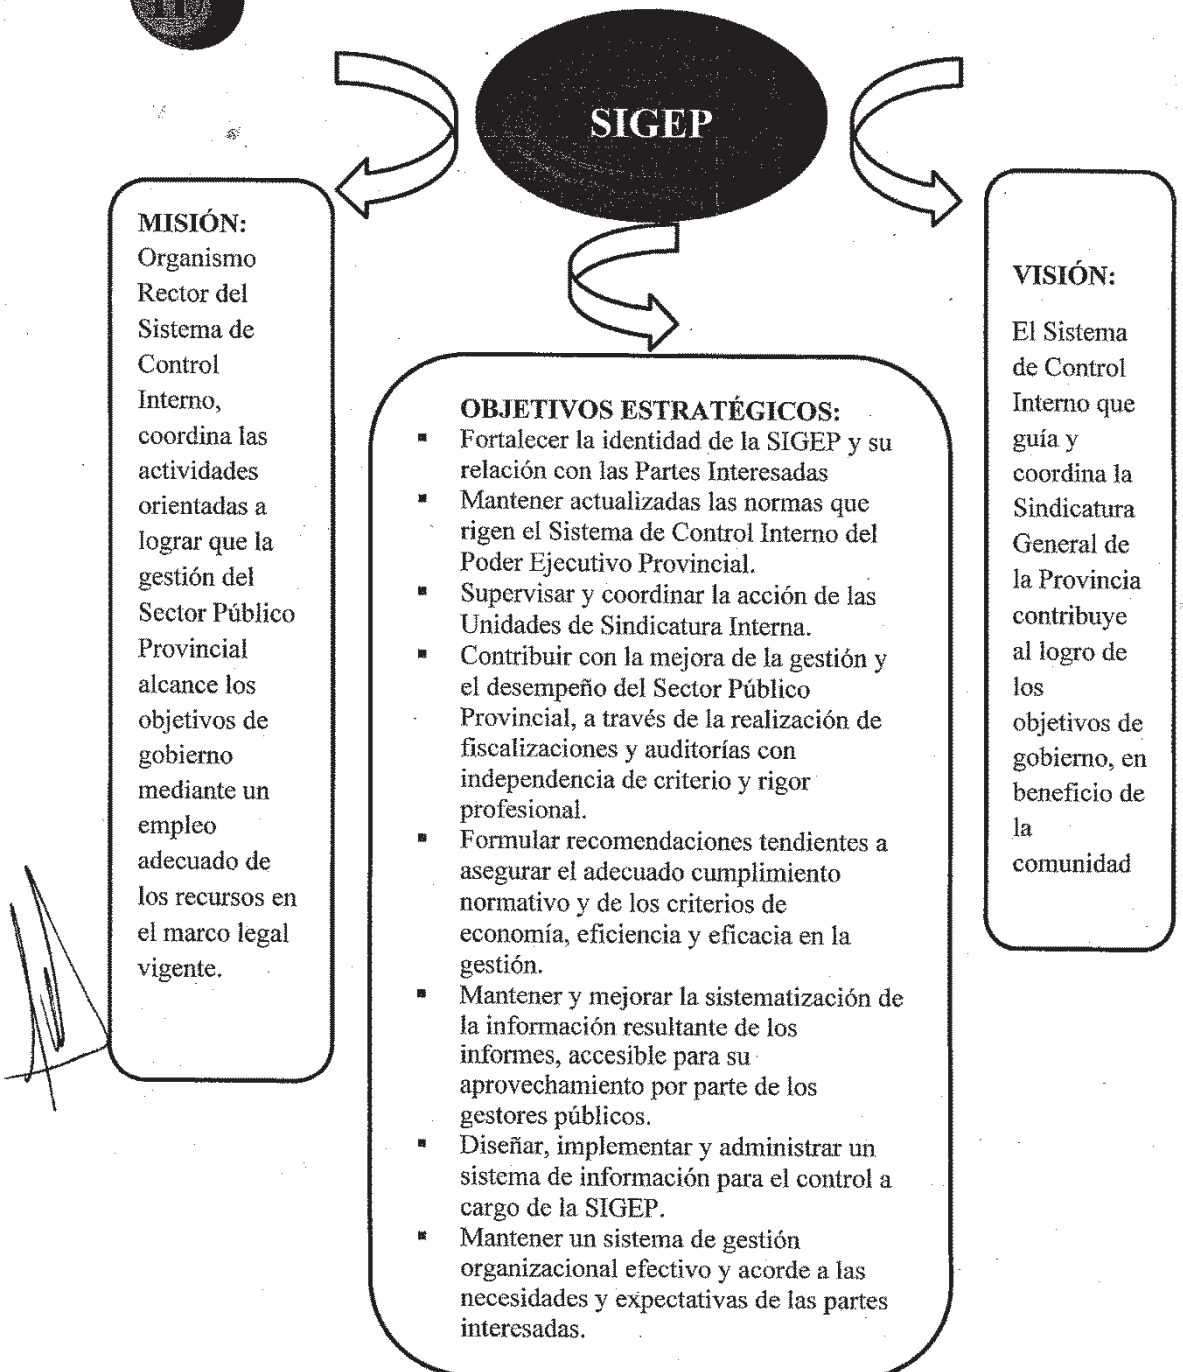 SIGEP
MISIÓN:
Organismo
Rector del
Sistema de
Control
Interno,
coordina las
actividades
orientadas a
lograr que la
gestión del
Sector Público
Provincial
alcance los
objetivos de
gobierno
mediante un
empleo
adecuado de
los recursos en
el marco legal
vigente.
OBJETIVOS ESTRATÉGICOS:
▪ Fortalecer la identidad de la SIGEP y su
relación con las Partes Interesadas
▪ Mantener actualizadas las normas que
rigen el Sistema de Control Interno del
Poder Ejecutivo Provincial.
▪ Supervisar y coordinar la acción de las
Unidades de Sindicatura Interna.
▪ Contribuir con la mejora de la gestión y
el desempeño del Sector Público
Provincial, a través de la realización de
fiscalizaciones y auditorías con
independencia de criterio y rigor
profesional.
▪ Formular recomendaciones tendientes a
asegurar el adecuado cumplimiento
normativo y de los criterios de
economía, eficiencia y eficacia en la
gestión.
▪ Mantener y mejorar la sistematización de
la información resultante de los
informes, accesible para su
aprovechamiento por parte de los
gestores públicos.
▪ Diseñar, implementar y administrar un
sistema de información para el control a
cargo de la SIGEP.
▪ Mantener un sistema de gestión
organizacional efectivo y acorde a las
necesidades y expectativas de las partes
interesadas.
VISIÓN:
El Sistema
de Control
Interno que
guía y
coordina la
Sindicatura
General de
la Provincia
contribuye
al logro de
los
objetivos de
gobierno, en
beneficio de
la
comunidad